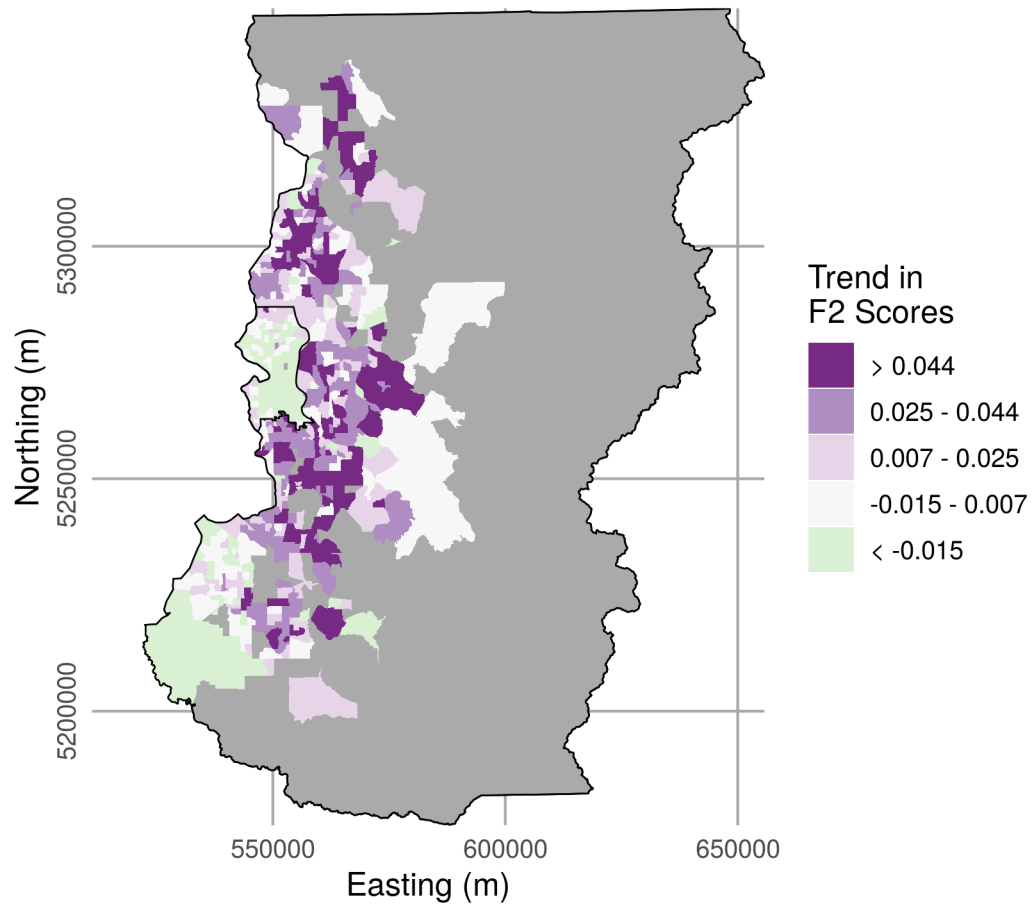 5300000
5250000
5200000
Northing (m)
550000
600000
650000
Easting (m)
Trend in
F2 Scores
> 0.044
0.025 - 0.044
0.007 - 0.025
-0.015 - 0.007
< -0.015